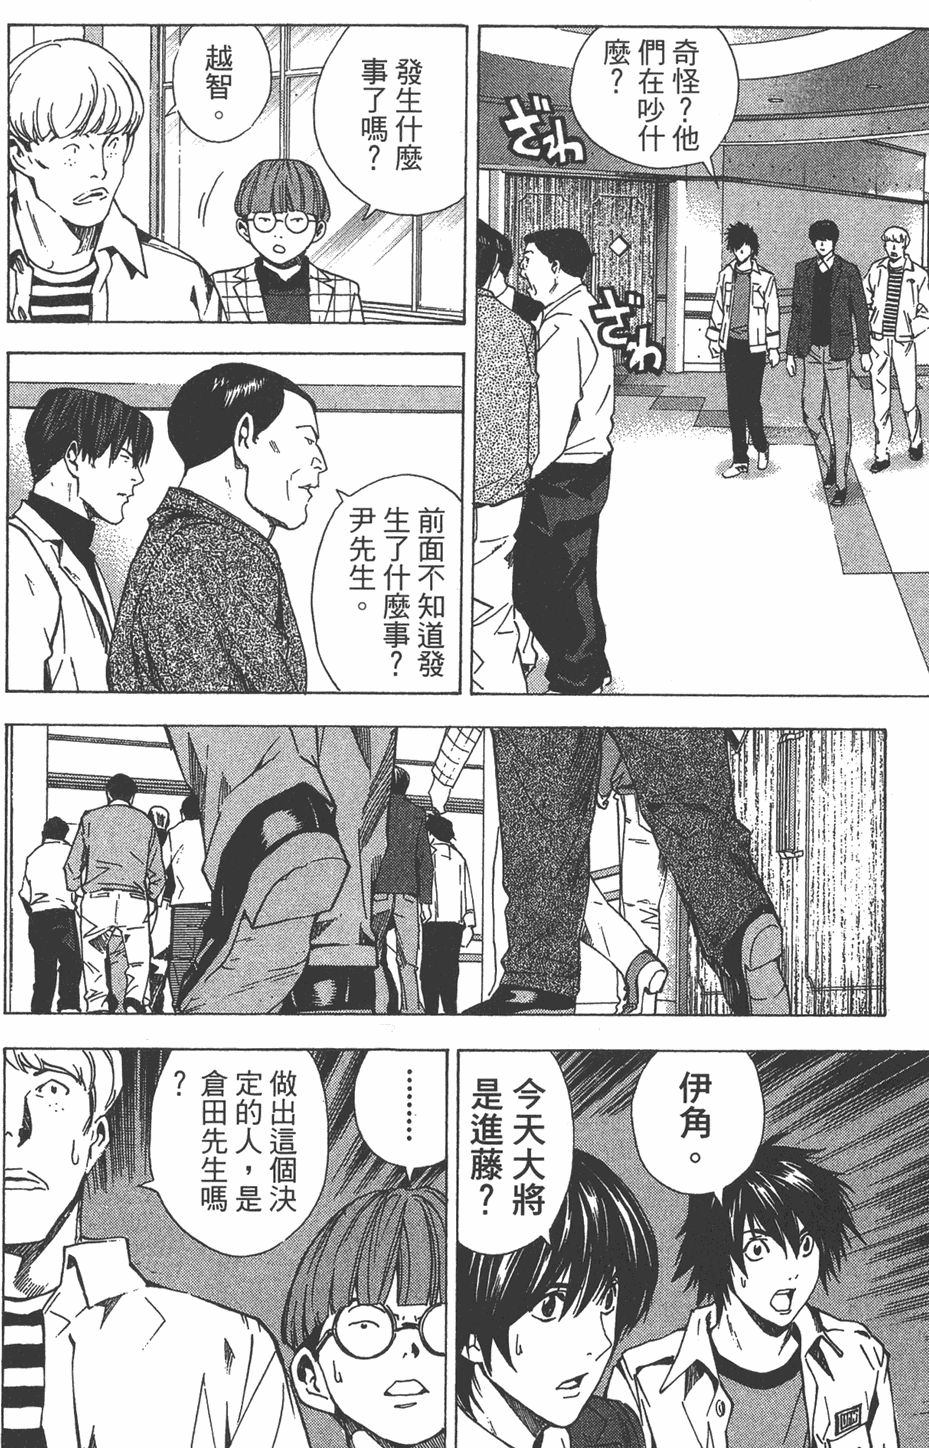 奇怪？他
們在吵什
麼？
ざわ
ざわ
發生什麼
事了嗎？
越智。
前面不知道發
生了什麼事？
尹先生。
伊角。
今天大將
是進藤？
………
做出這個決
定的人，是
倉田先生嗎
？